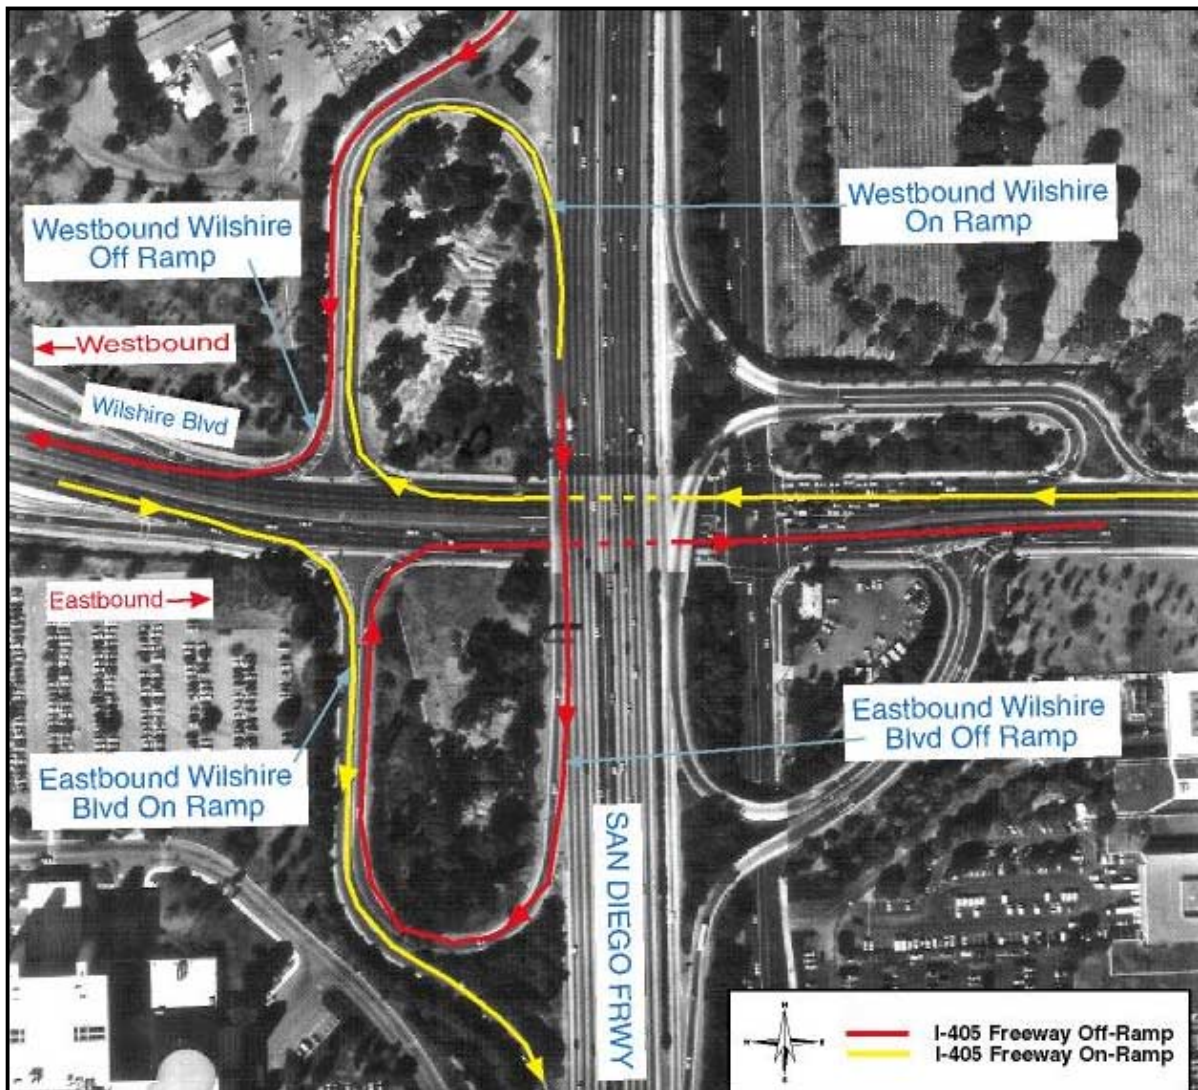 Westbound Wilshire
On Ramp
Westbound Wilshire
Off Ramp
Westbound
Wilshire Blvd
Eastbound
Eastbound Wilshire
Blvd Off Ramp
Eastbound Wilshire
Blvd On Ramp
SAN DIEGO FRWY
N
I-405 Freeway Off-Ramp
I-405 Freeway On-Ramp